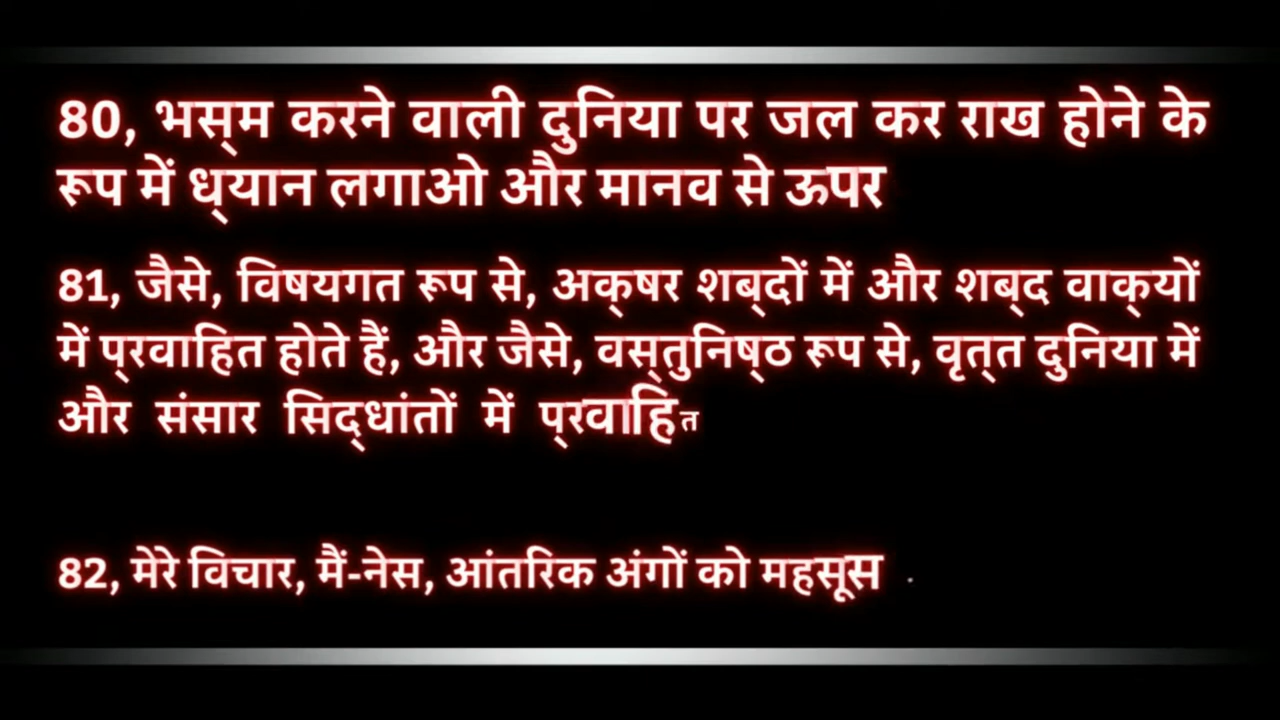 80, भस्म करने वाली दुनिया पर जल कर राख होने के
रूप में ध्यान लगाओ और मानव से ऊपर
81, जैसे, विषयगत रूप से, अक्षर शब्दों में और शब्द वाक्यों
में प्रवाहित होते हैं, और जैसे, वस्तुनिष्ठ रूप से, वृत्त दुनिया में
और संसार सिद्धांतों में प्रवाहित
82, मेरे विचार, मैं-नेस, आंतरिक अंगों को महसूस